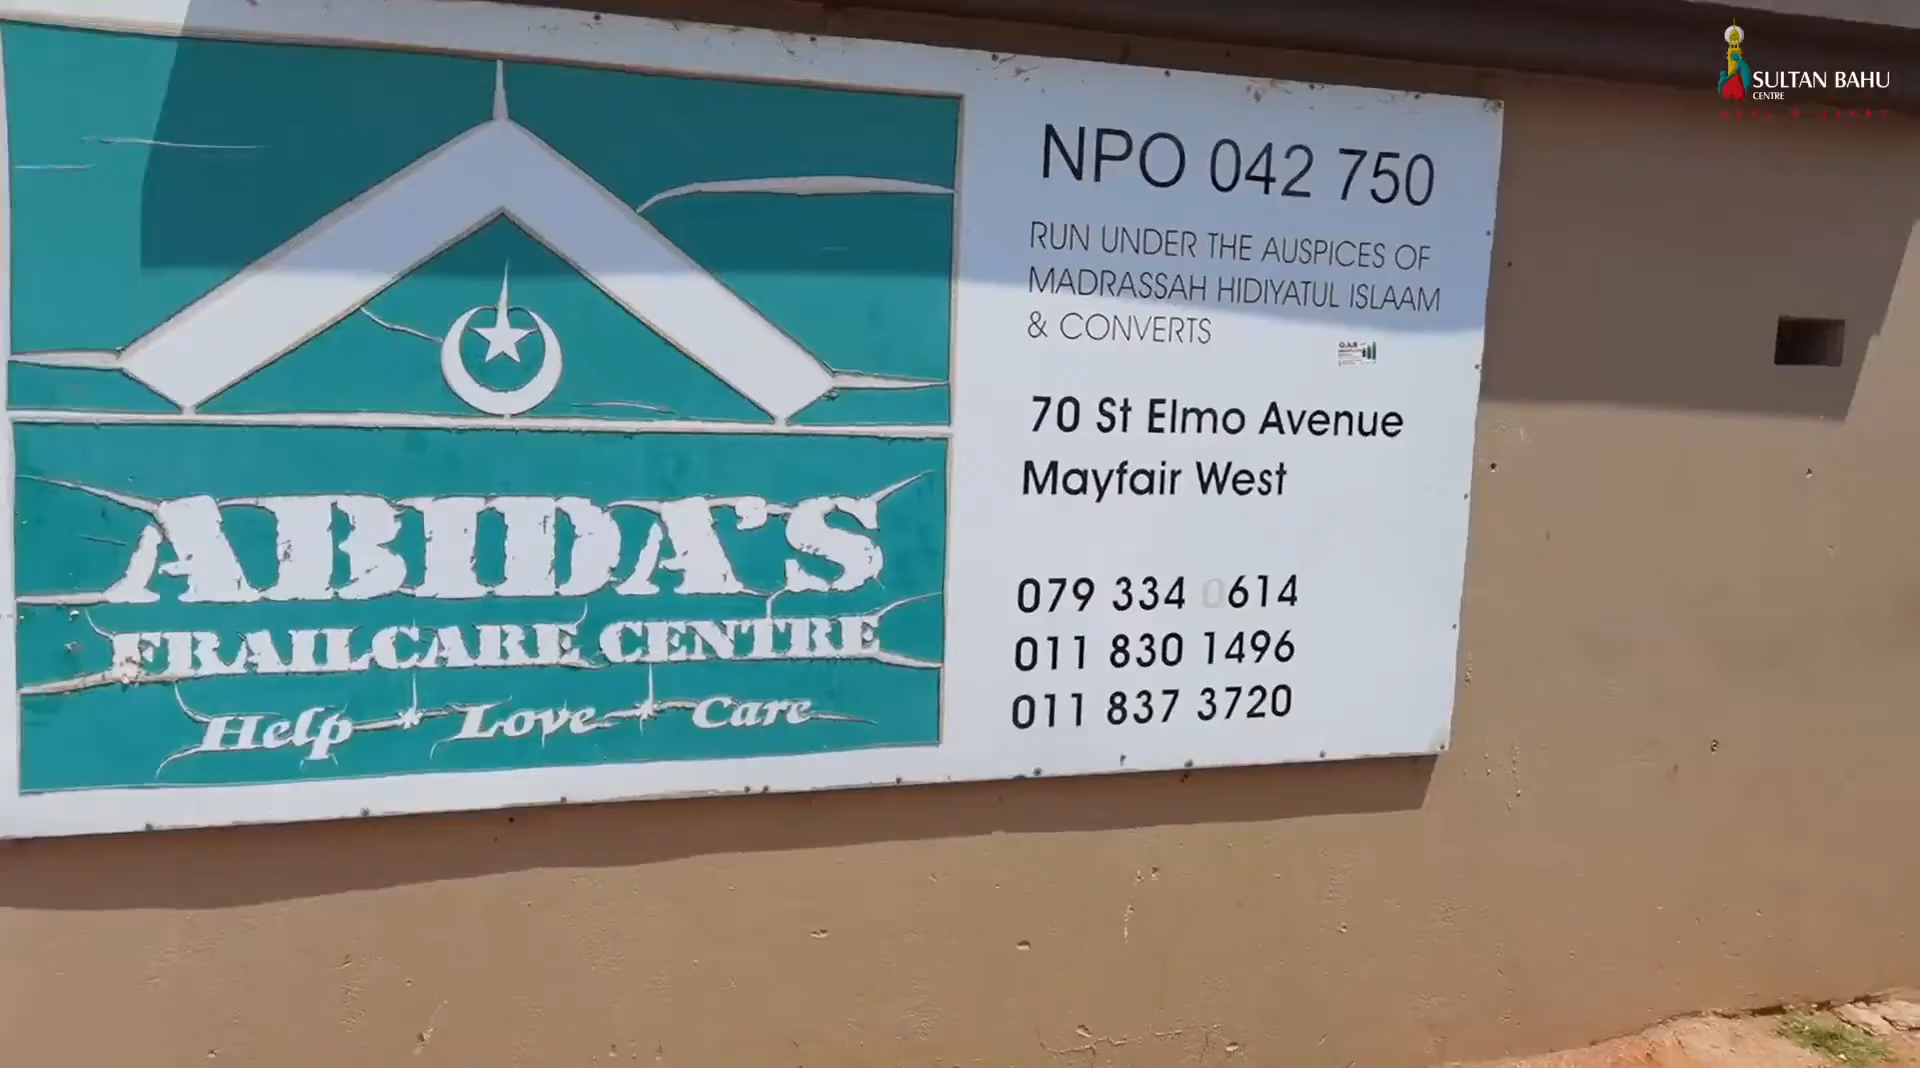 ABIDA'S
FRAILCARE CENTRE
Help * Love * Care
NPO 042 750
RUN UNDER THE AUSPICES OF
MADRASSAH HIDIYATUL ISLAAM
& CONVERTS
70 St Elmo Avenue
Mayfair West
079 334 0614
011 830 1496
011 837 3720
SULTAN BAHU
CENTRE